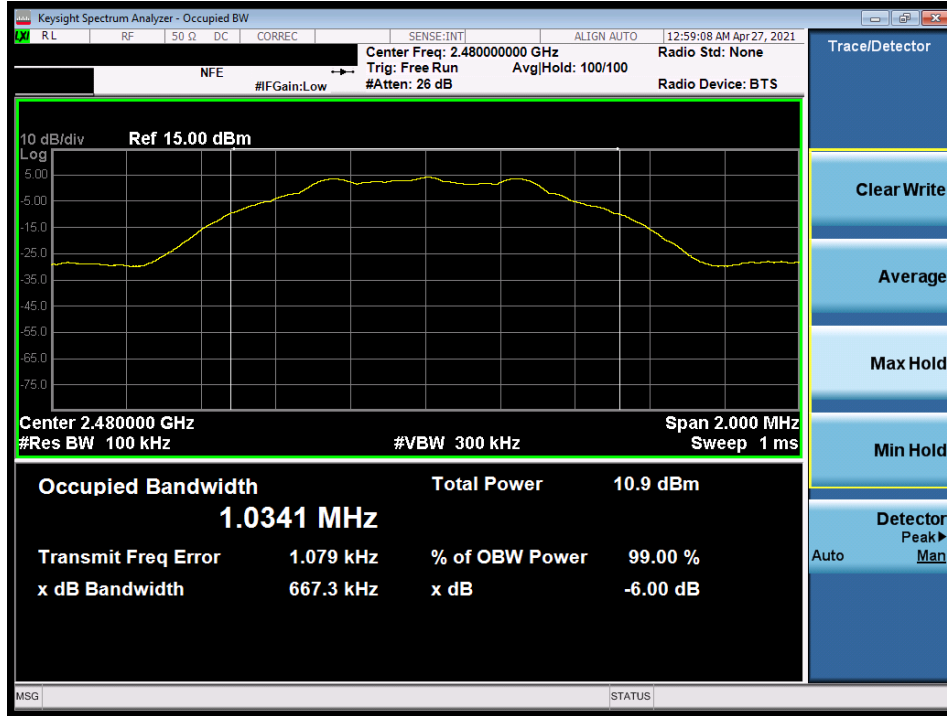 Keysight Spectrum Analyzer - Occupied BW
LXI RL RF 50 Ω DC CORREC SENSE:INT ALIGN AUTO 12:59:08 AM Apr 27, 2021
Center Freq: 2.480000000 GHz Radio Std: None
NFE Trig: Free Run Avg|Hold: 100/100
#IFGain:Low #Atten: 26 dB Radio Device: BTS
Trace/Detector
10 dB/div Ref 15.00 dBm
Log
5.00
-5.00
-15.0
-25.0
-35.0
-45.0
-55.0
-65.0
-75.0
Center 2.480000 GHz Span 2.000 MHz
#Res BW 100 kHz #VBW 300 kHz Sweep 1 ms
Occupied Bandwidth Total Power 10.9 dBm
1.0341 MHz
Transmit Freq Error 1.079 kHz % of OBW Power 99.00 %
x dB Bandwidth 667.3 kHz x dB -6.00 dB
Clear Write
Average
Max Hold
Min Hold
Detector
Peak▶
Auto Man
MSG STATUS